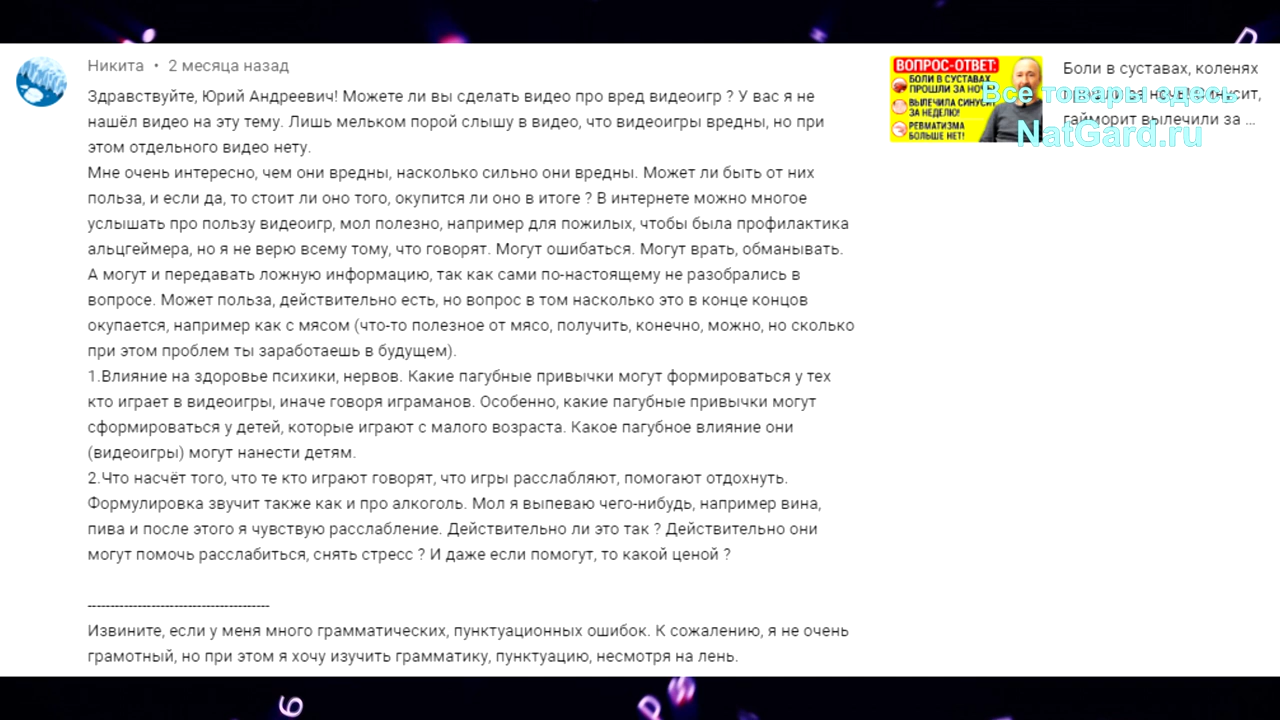 Никита • 2 месяца назад
Здравствуйте, Юрий Андреевич! Можете ли вы сделать видео про вред видеоигр ? У вас я не
нашёл видео на эту тему. Лишь мельком порой слышу в видео, что видеоигры вредны, но при
этом отдельного видео нету.
Мне очень интересно, чем они вредны, насколько сильно они вредны. Может ли быть от них
польза, и если да, то стоит ли оно того, окупится ли оно в итоге ? В интернете можно многое
услышать про пользу видеоигр, мол полезно, например для пожилых, чтобы была профилактика
альцгеймера, но я не верю всему тому, что говорят. Могут ошибаться. Могут врать, обманывать.
А могут и передавать ложную информацию, так как сами по-настоящему не разобрались в
вопросе. Может польза, действительно есть, но вопрос в том насколько это в конце концов
окупается, например как с мясом (что-то полезное от мясо, получить, конечно, можно, но сколько
при этом проблем ты заработаешь в будущем).
1.Влияние на здоровье психики, нервов. Какие пагубные привычки могут формироваться у тех
кто играет в видеоигры, иначе говоря играманов. Особенно, какие пагубные привычки могут
сформироваться у детей, которые играют с малого возраста. Какое пагубное влияние они
(видеоигры) могут нанести детям.
2.Что насчёт того, что те кто играют говорят, что игры расслабляют, помогают отдохнуть.
Формулировка звучит также как и про алкоголь. Мол я выпеваю чего-нибудь, например вина,
пива и после этого я чувствую расслабление. Действительно ли это так ? Действительно они
могут помочь расслабиться, снять стресс ? И даже если помогут, то какой ценой ?
----------------------------------------
Извините, если у меня много грамматических, пунктуационных ошибок. К сожалению, я не очень
грамотный, но при этом я хочу изучить грамматику, пунктуацию, несмотря на лень.
ВОПРОС-ОТВЕТ:
БОЛИ В СУСТАВАХ
ПРОШЛИ ЗА НОЧЬ
ВЫЛЕЧИЛА СИНУСИТ
ЗА НЕДЕЛЮ!
РЕВМАТИЗМА
БОЛЬШЕ НЕТ!
Боли в суставах, коленях
прошли за ночь! Синусит,
гайморит вылечили за ...
Все товары здесь
NatGard.ru